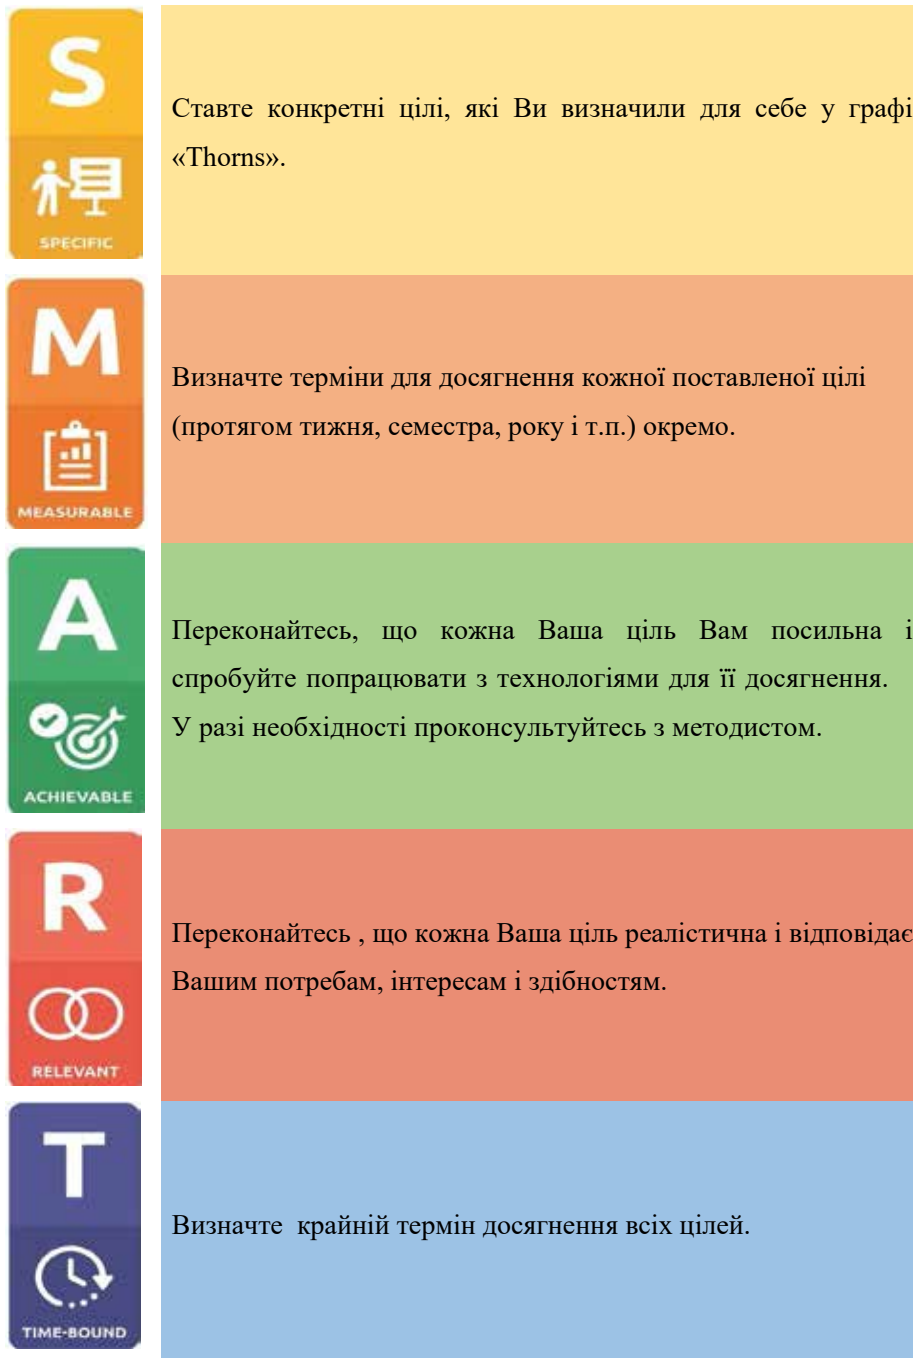 S
SPECIFIC
Ставте конкретні цілі, які Ви визначили для себе у графі
«Thorns».
M
MEASURABLE
Визначте терміни для досягнення кожної поставленої цілі
(протягом тижня, семестра, року і т.п.) окремо.
A
ACHIEVABLE
Переконайтесь, що кожна Ваша ціль Вам посильна і
спробуйте попрацювати з технологіями для її досягнення.
У разі необхідності проконсультуйтесь з методистом.
R
RELEVANT
Переконайтесь , що кожна Ваша ціль реалістична і відповідає
Вашим потребам, інтересам і здібностям.
T
TIME-BOUND
Визначте крайній термін досягнення всіх цілей.